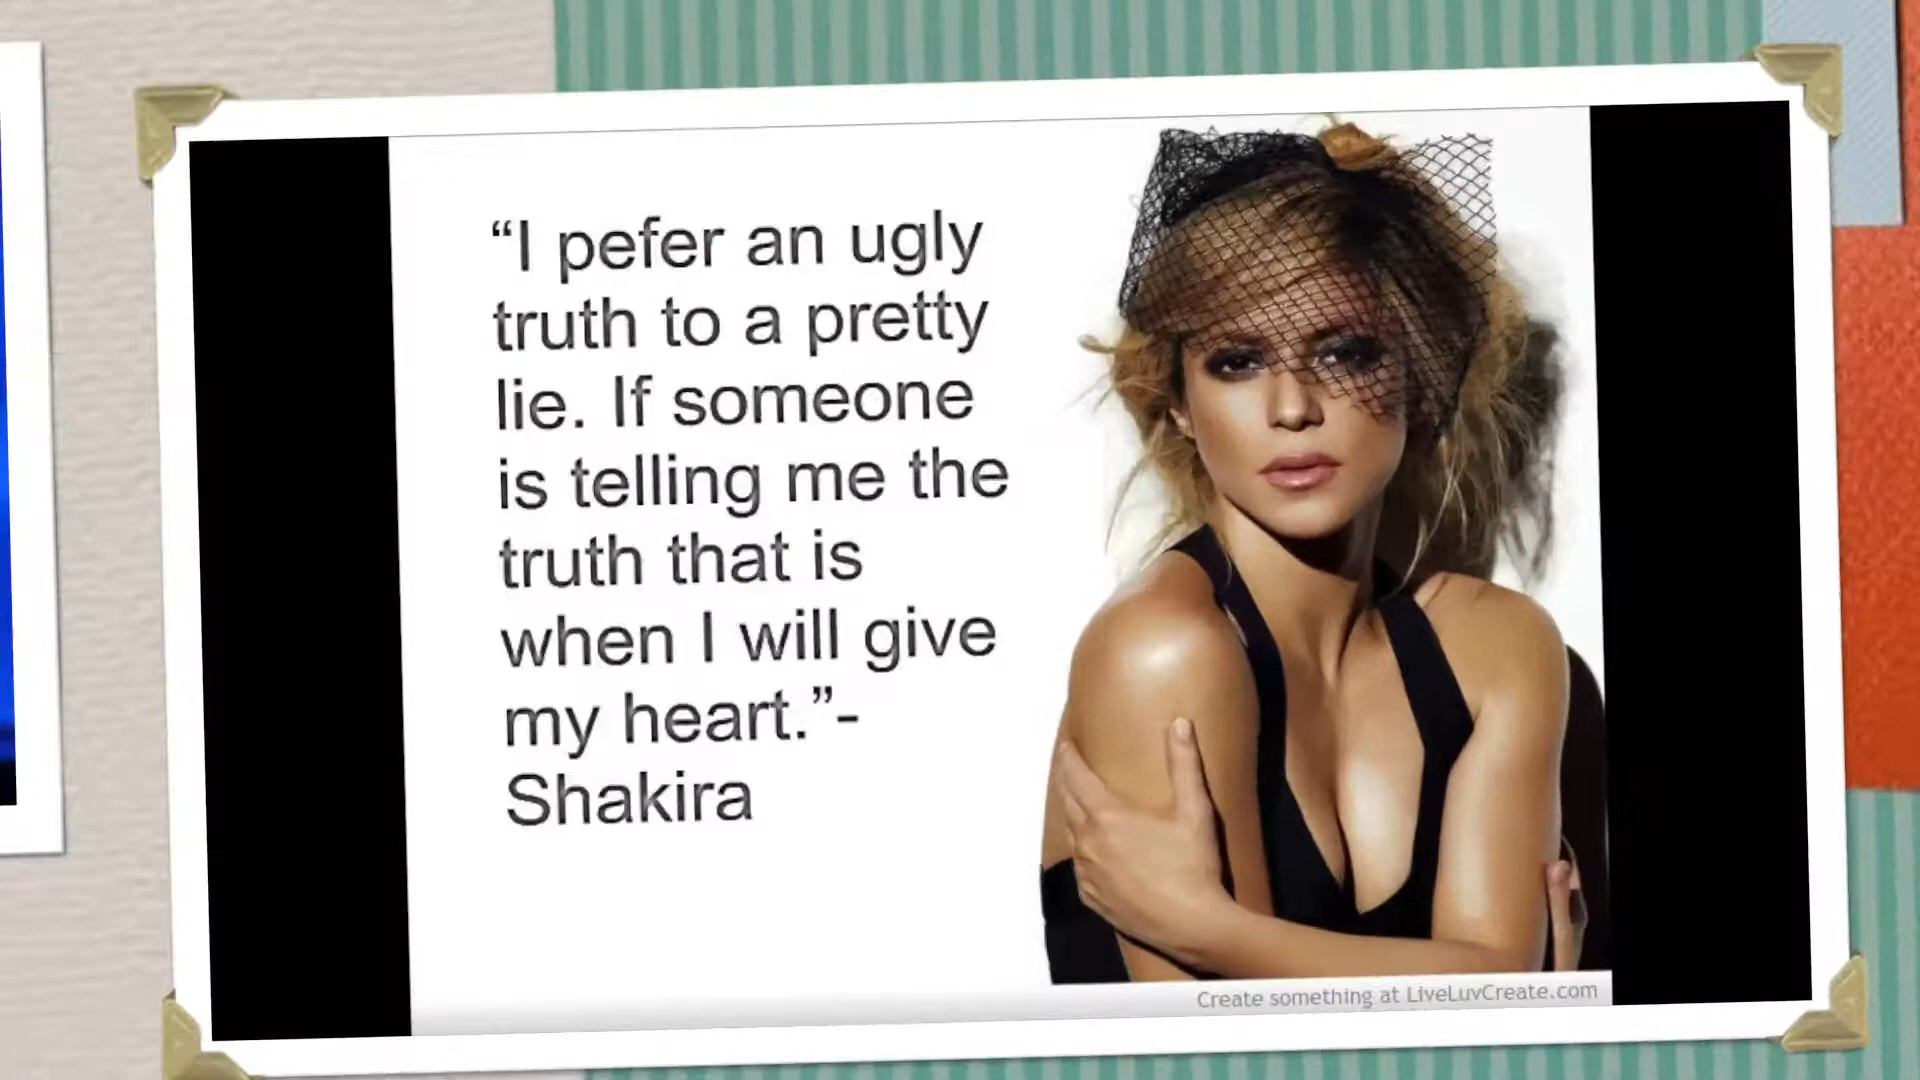 “I pefer an ugly
truth to a pretty
lie. If someone
is telling me the
truth that is
when I will give
my heart.”-
Shakira
Create something at LiveLuvCreate.com